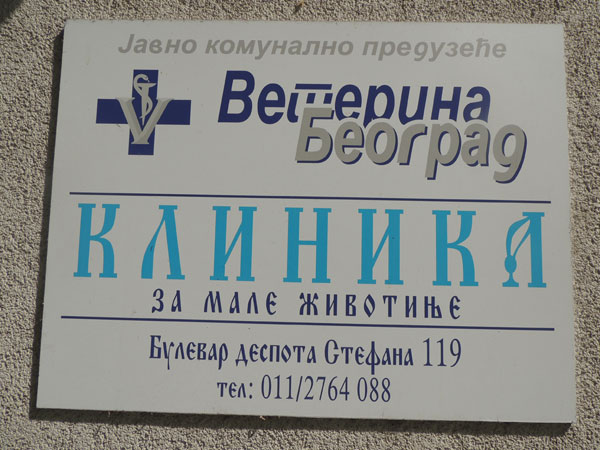 Јавно комунално предузеће
Ветерина
Београд
КЛИНИКА
ЗА МАЛЕ ЖИВОТИЊЕ
Булевар деспота Стефана 119
тел: 011/2764 088